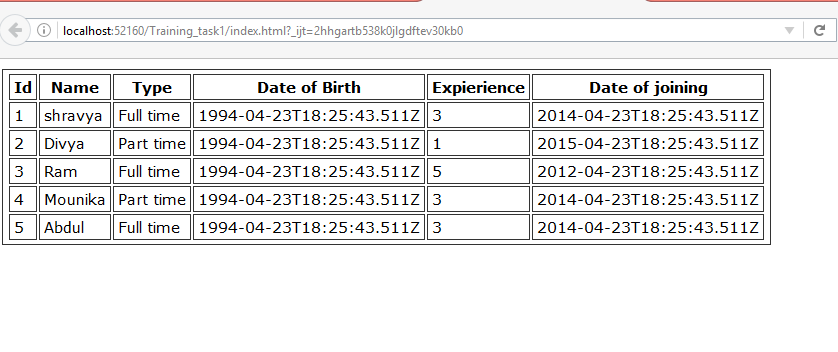 localhost:52160/Training_task1/index.html?_ijt=2hhgartb538k0jlgdftev30kb0
Id Name Type Date of Birth Expierience Date of joining
1 shravya Full time 1994-04-23T18:25:43.511Z 3 2014-04-23T18:25:43.511Z
2 Divya Part time 1994-04-23T18:25:43.511Z 1 2015-04-23T18:25:43.511Z
3 Ram Full time 1994-04-23T18:25:43.511Z 5 2012-04-23T18:25:43.511Z
4 Mounika Part time 1994-04-23T18:25:43.511Z 3 2014-04-23T18:25:43.511Z
5 Abdul Full time 1994-04-23T18:25:43.511Z 3 2014-04-23T18:25:43.511Z